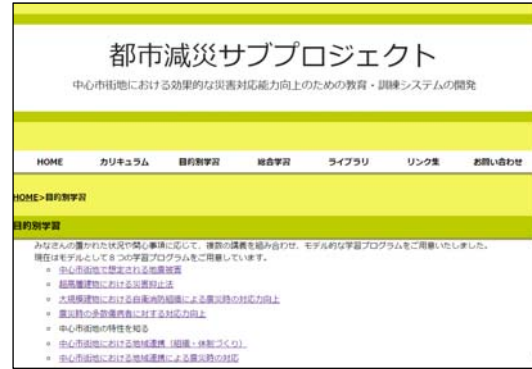 都市減災サブプロジェクト
中心市街地における効果的な災害対応能力向上のための教育・訓練システムの開発
HOME カリキュラム 目的別学習 総合学習 ライブラリ リンク集 お問い合わせ
HOME>目的別学習
目的別学習
みなさんの置かれた状況や関心事項に応じて、複数の講義を組み合わせ、モデル的な学習プログラムをご用意いたしました。
現在はモデルとして８つの学習プログラムをご用意しています。
中心市街地で想定される地震被害
超高層建物における災害抑止法
大規模建物における自衛消防組織による震災時の対応力向上
震災時の多数傷病者に対する対応力向上
中心市街地の特性を知る
中心市街地における地域連携（組織・体制づくり）
中心市街地における地域連携による震災時の対応